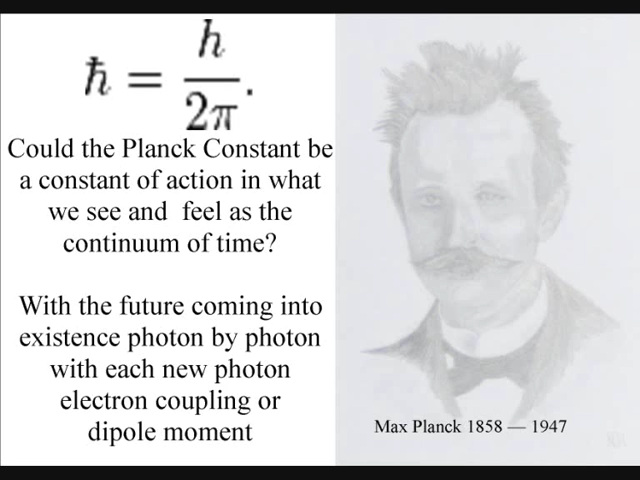 ħ = h / 2π.
Could the Planck Constant be
a constant of action in what
we see and feel as the
continuum of time?
With the future coming into
existence photon by photon
with each new photon
electron coupling or
dipole moment
Max Planck 1858 — 1947